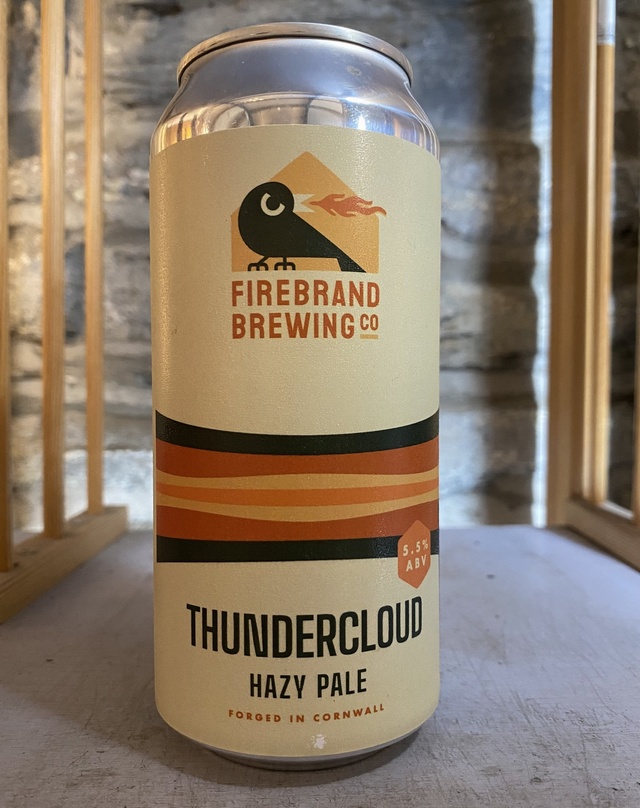 FIREBRAND
BREWING CO
5.5%
ABV
THUNDERCLOUD
HAZY PALE
FORGED IN CORNWALL